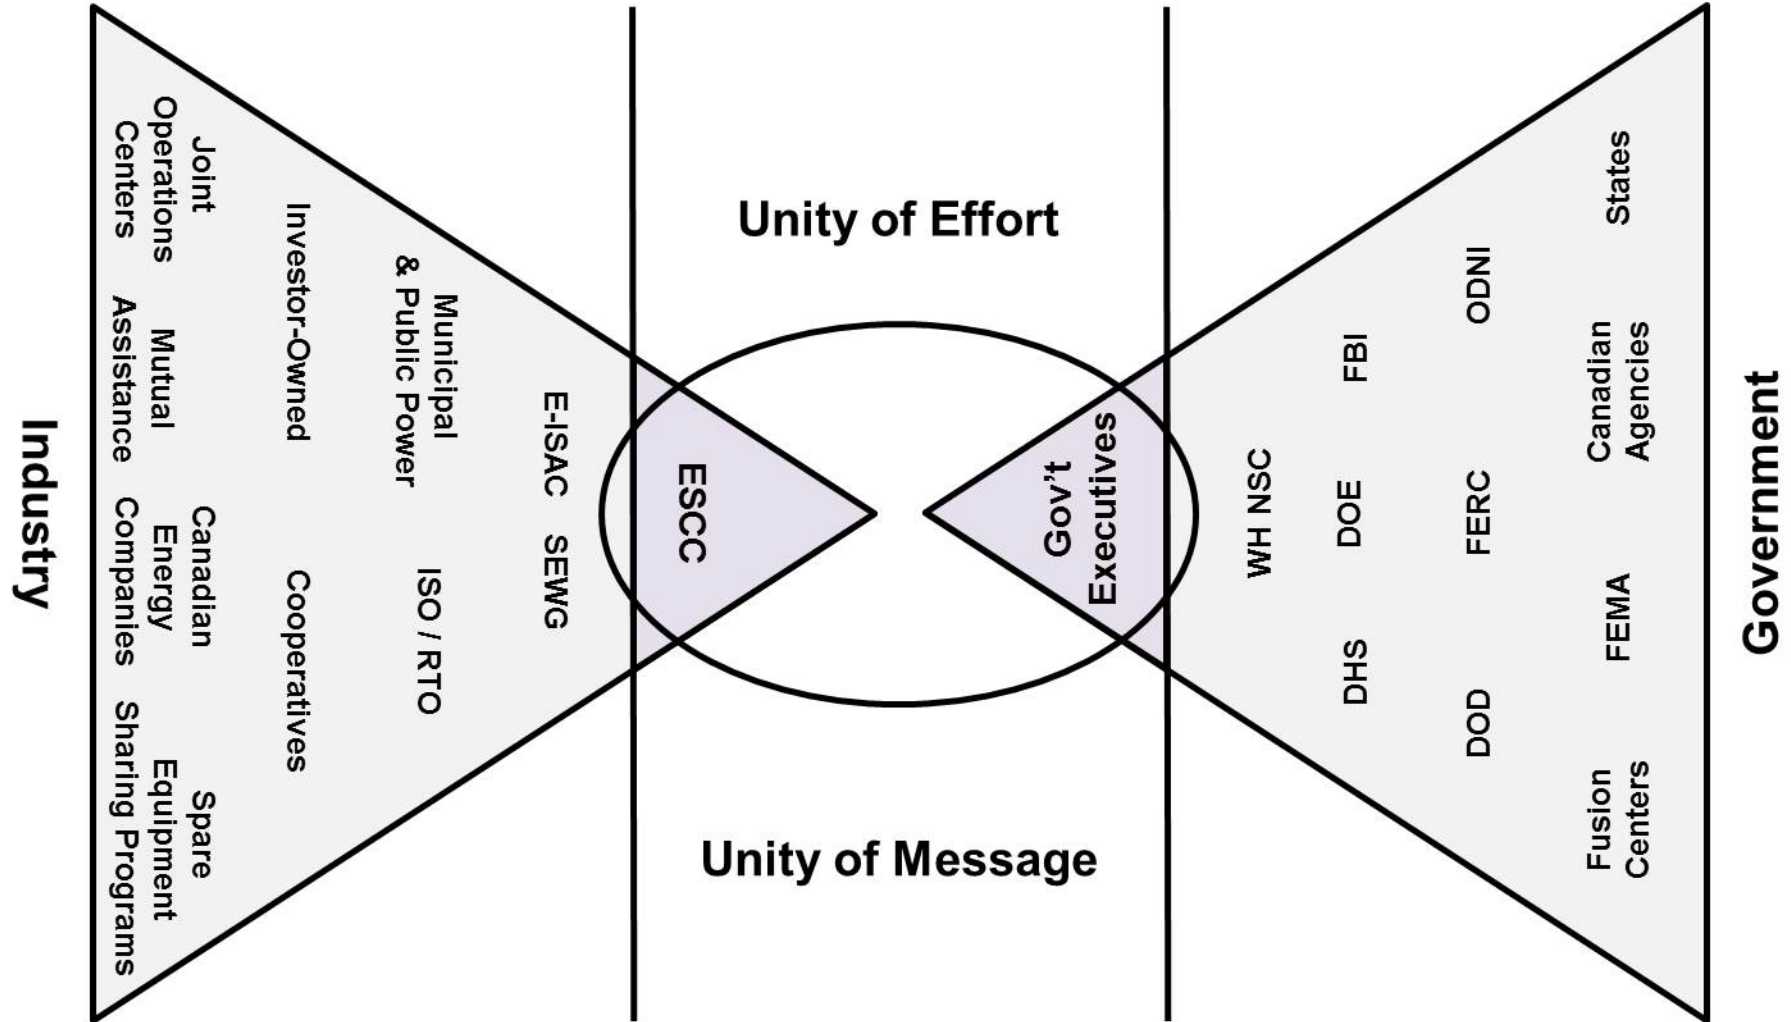 Industry
Joint
Operations
Centers
Mutual
Assistance
Canadian
Energy
Companies
Spare
Equipment
Sharing Programs
Investor-Owned
Cooperatives
Municipal
& Public Power
ISO / RTO
E-ISAC
SEWG
ESCC
Unity of Effort
Unity of Message
Gov't
Executives
WH NSC
FBI
DOE
DHS
ODNI
FERC
DOD
States
Canadian
Agencies
FEMA
Fusion
Centers
Government